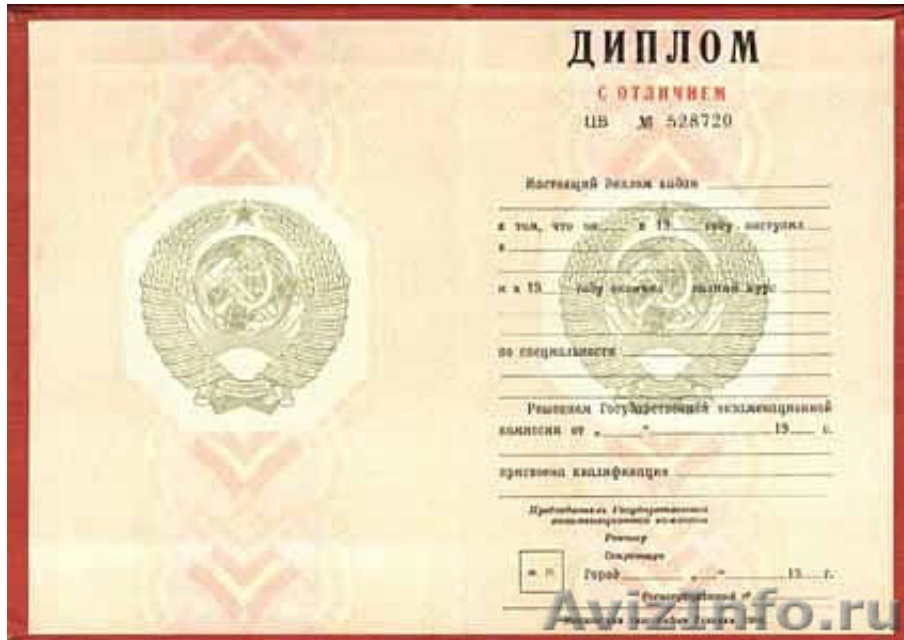 ДИПЛОМ
С ОТЛИЧИЕМ
ЦВ № 528720
Настоящий диплом выдан
в том, что он в 19 году поступил
в
и в 19 году окончил полный курс
по специальности
Решением Государственной экзаменационной
комиссии от „ “ 19 г.
присвоена квалификация
Председатель Государственной
экзаменационной комиссии
Ректор
Секретарь
М. П. Город „ “ 19 г.
Регистрационный №
AvizInfo.ru